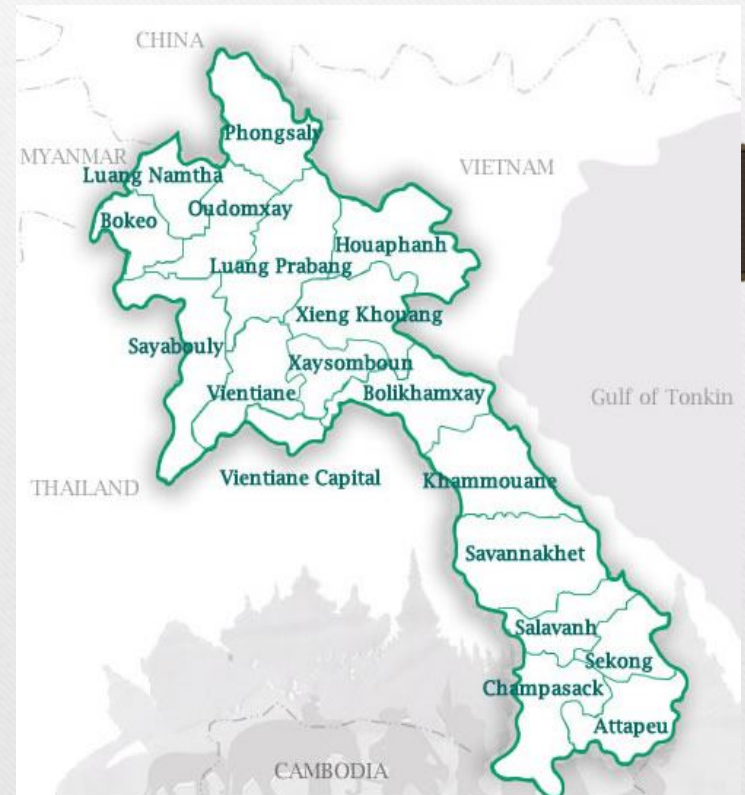 CHINA
Phongsaly
MYANMAR
VIETNAM
Luang Namtha
Oudomxay
Bokeo
Houaphanh
Luang Prabang
Xieng Khouang
Sayabouly
Xaysomboun
Vientiane
Bolikhamxay
Gulf of Tonkin
Vientiane Capital
Khammouane
THAILAND
Savannakhet
Salavanh
Sekong
Champasack
Attapeu
CAMBODIA